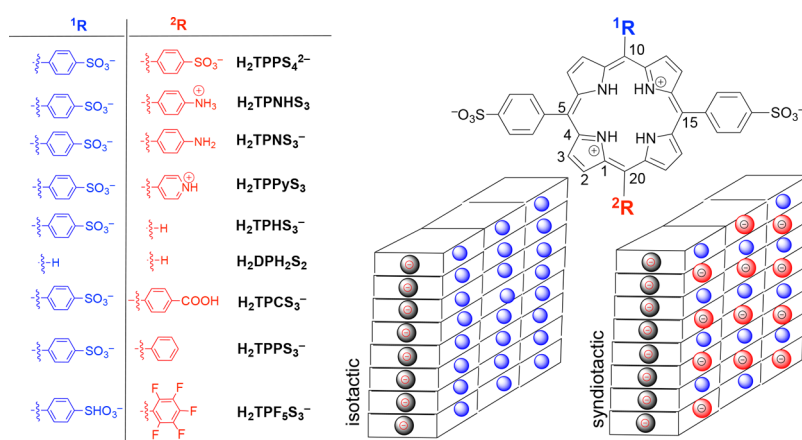 ¹R ²R
SO₃⁻ SO₃⁻ H₂TPPS₄²⁻
SO₃⁻ ⊕ NH₃ H₂TPNHS₃
SO₃⁻ NH₂ H₂TPNS₃⁻
SO₃⁻ ⊕ NH H₂TPPyS₃
SO₃⁻ H H₂TPHS₃⁻
H H H₂DPH₂S₂
SO₃⁻ COOH H₂TPCS₃⁻
SO₃⁻ H₂TPPS₃⁻
SHO₃⁻ F F F F F H₂TPF₅S₃⁻
¹R
10
NH HN ⊕
⁻O₃S 5 15 SO₃⁻
4 NH HN
3 ⊕
2 1 20
²R
isotactic
syndiotactic